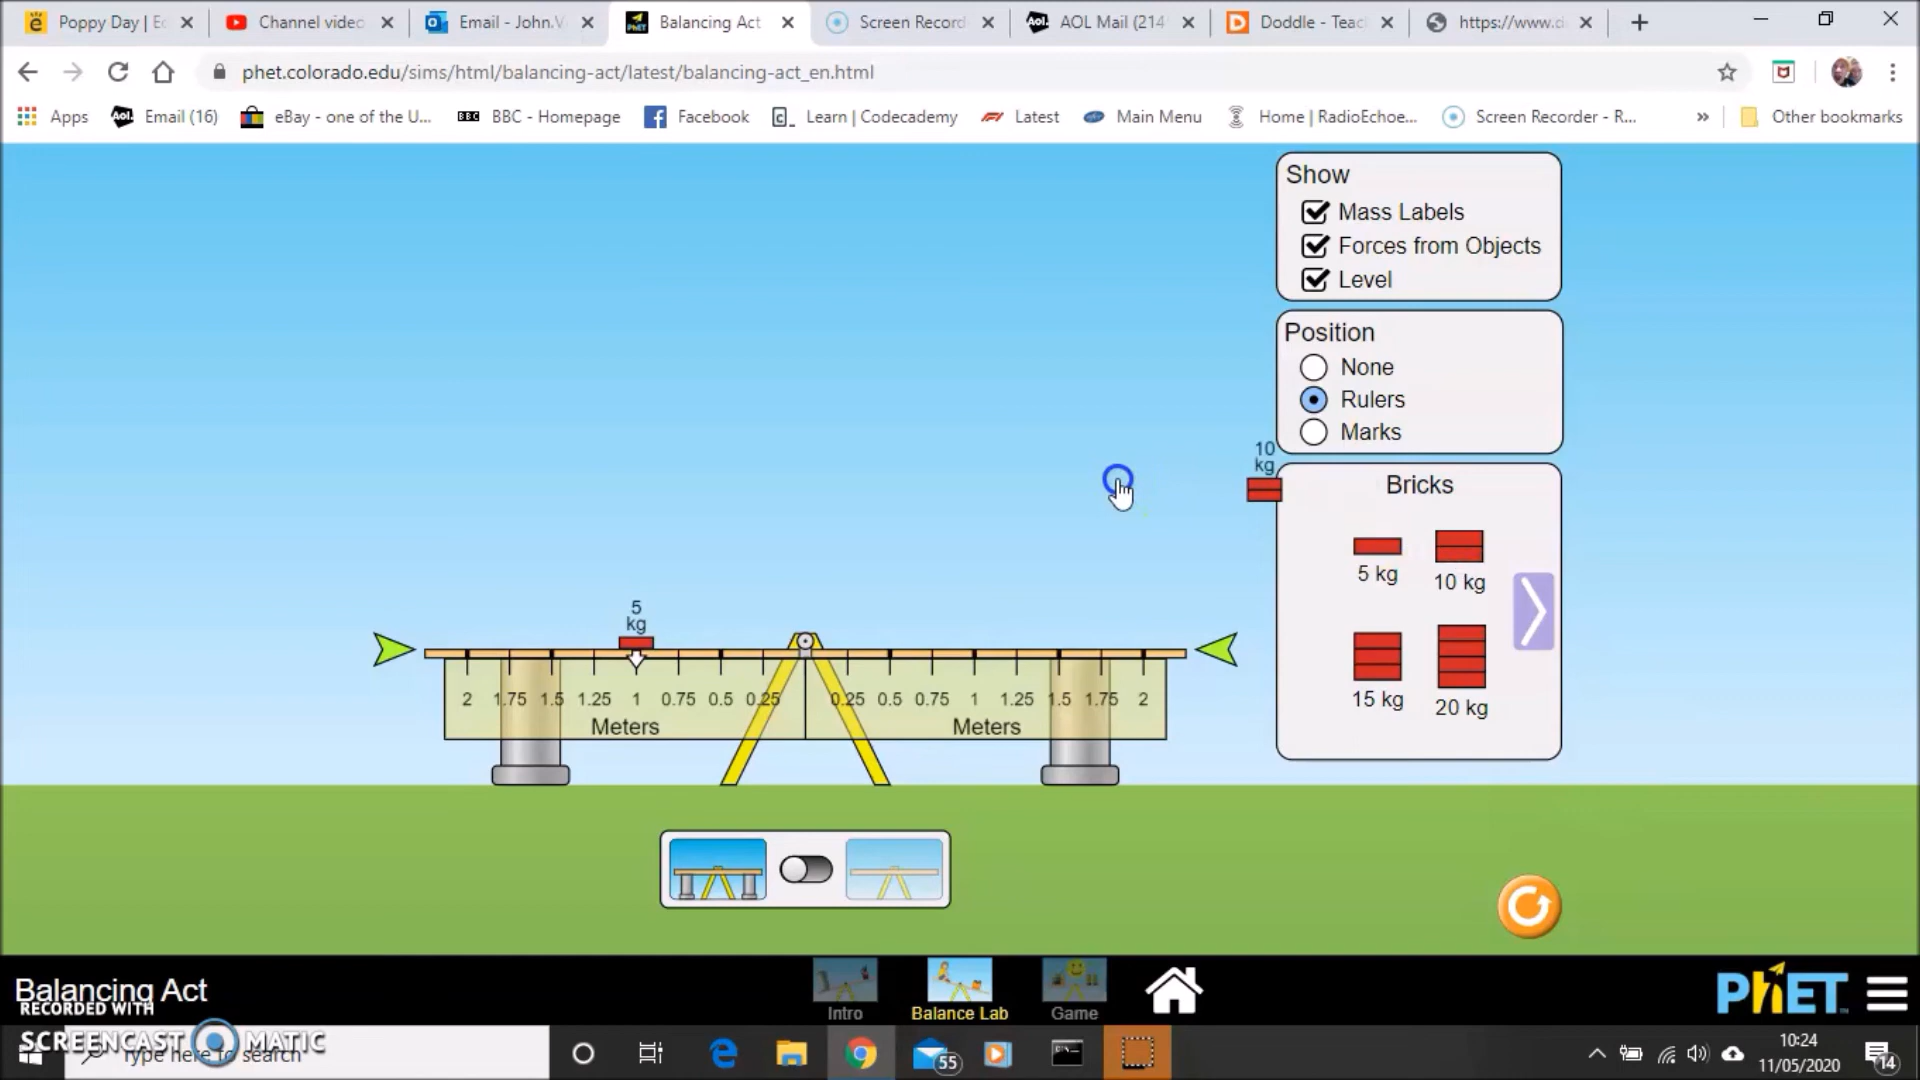 Poppy Day | E
Channel video
Email - John.V
Balancing Act
Screen Record
AOL Mail (214
Doddle - Teac
https://www.
phet.colorado.edu/sims/html/balancing-act/latest/balancing-act_en.html
Apps
Aol.
Email (16)
eBay - one of the U...
BBC
BBC - Homepage
Facebook
Learn | Codecademy
Latest
Main Menu
Home | RadioEchoe...
Screen Recorder - R...
»
Other bookmarks
Show
Mass Labels
Forces from Objects
Level
Position
None
Rulers
Marks
10
kg
Bricks
5 kg
10 kg
15 kg
20 kg
5
kg
2 1.75 1.5 1.25 1 0.75 0.5 0.25 0.25 0.5 0.75 1 1.25 1.5 1.75 2
Meters Meters
Balancing Act
Intro
Balance Lab
Game
PhET
RECORDED WITH
SCREENCAST MATIC
Type here to search
55
10:24
11/05/2020
14